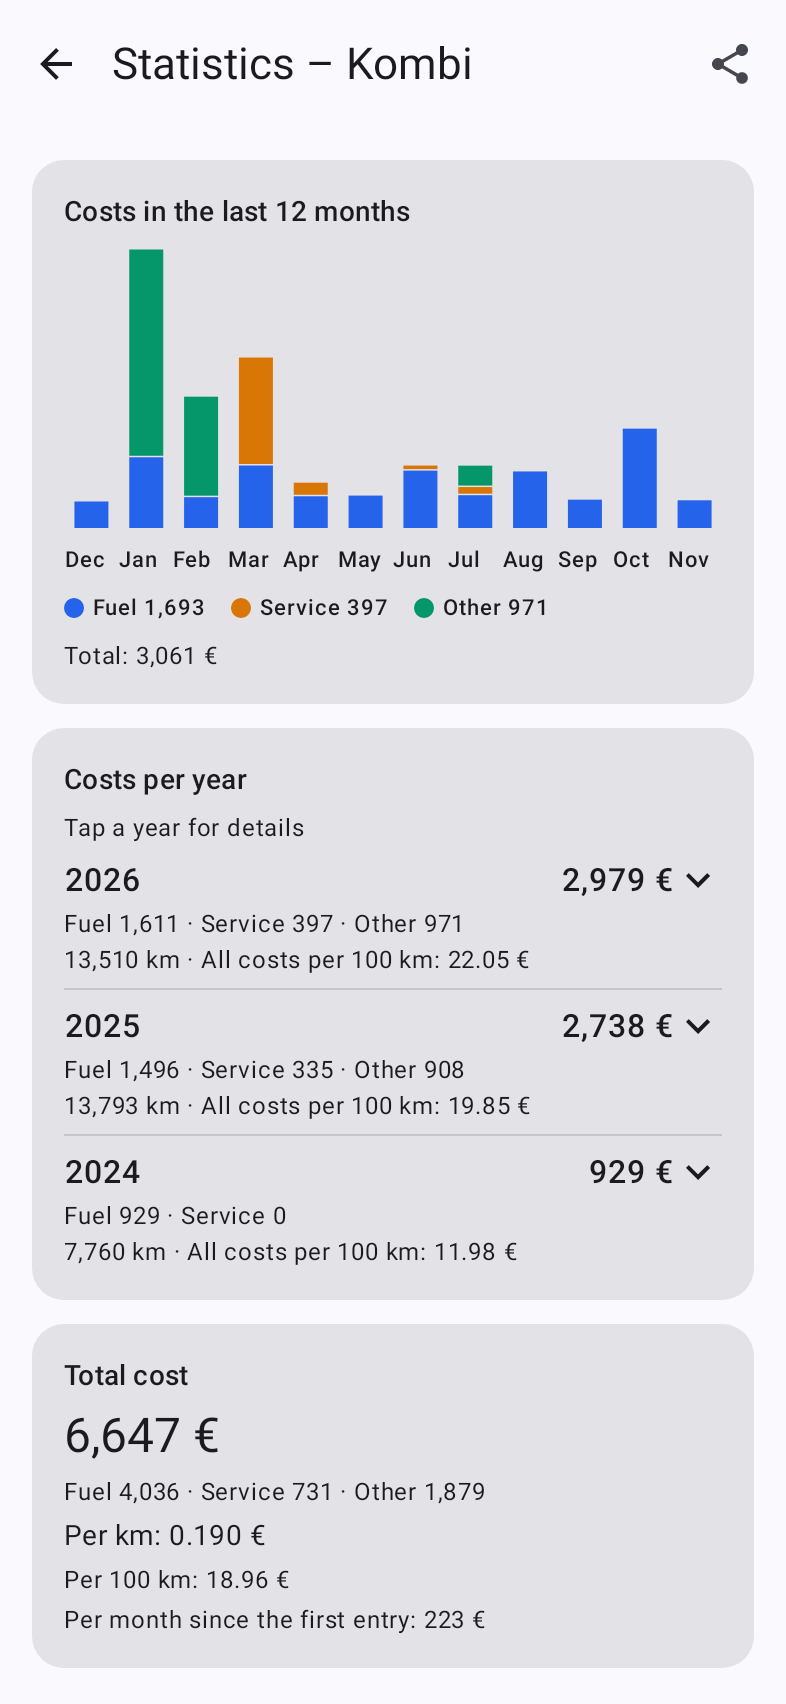 Statistics – Kombi
Costs in the last 12 months
Dec Jan Feb Mar Apr May Jun Jul Aug Sep Oct Nov
Fuel 1,693 Service 397 Other 971
Total: 3,061 €
Costs per year
Tap a year for details
2026 2,979 €
Fuel 1,611 · Service 397 · Other 971
13,510 km · All costs per 100 km: 22.05 €
2025 2,738 €
Fuel 1,496 · Service 335 · Other 908
13,793 km · All costs per 100 km: 19.85 €
2024 929 €
Fuel 929 · Service 0
7,760 km · All costs per 100 km: 11.98 €
Total cost
6,647 €
Fuel 4,036 · Service 731 · Other 1,879
Per km: 0.190 €
Per 100 km: 18.96 €
Per month since the first entry: 223 €